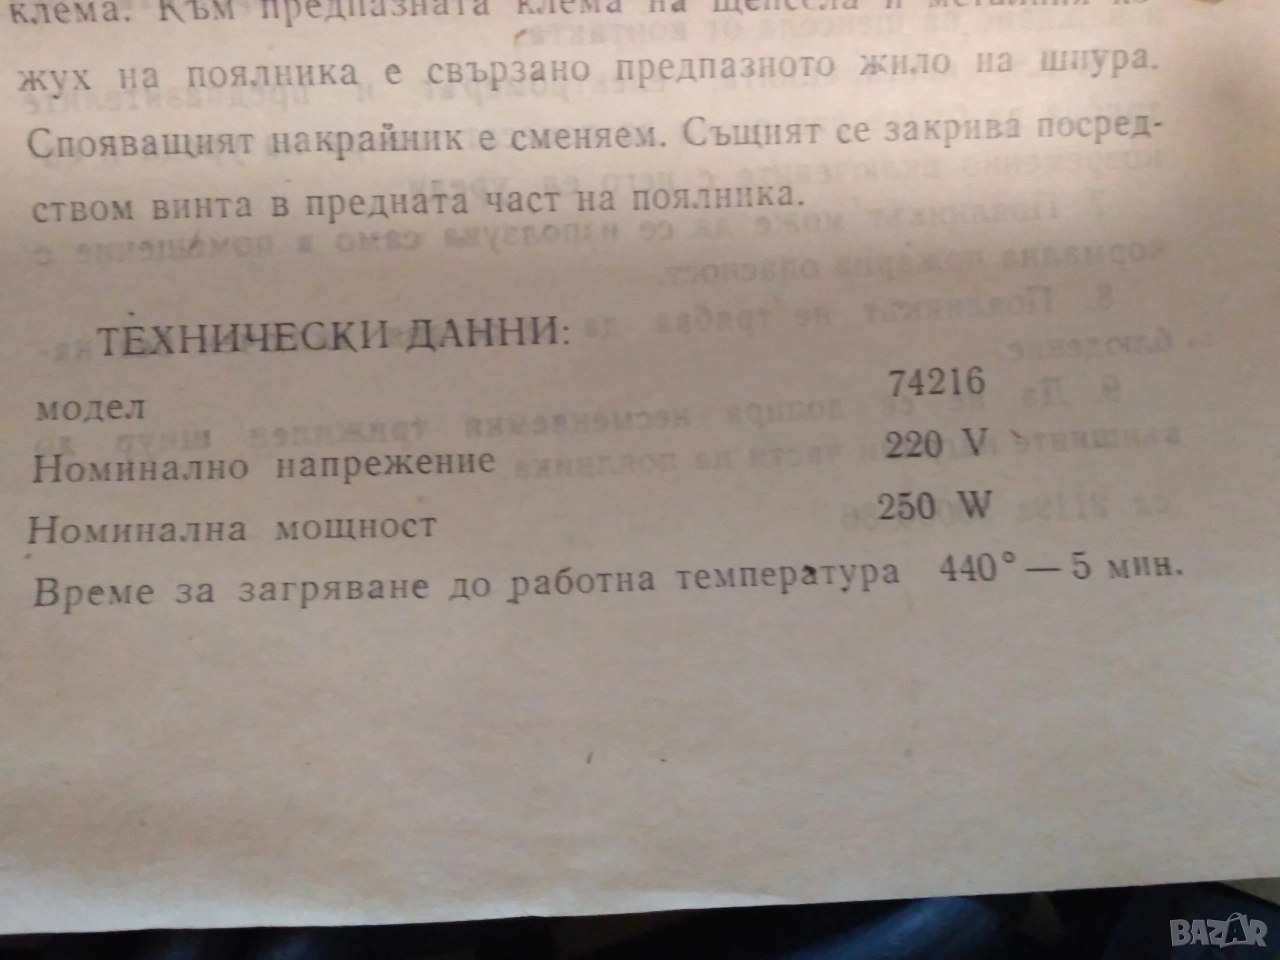 клема. Към предпазната клема на щепсела и металния ко-
жух на поялника е свързано предпазното жило на шнура.
Спояващият накрайник е сменяем. Същият се закрива посред-
ством винта в предната част на поялника.
ТЕХНИЧЕСКИ ДАННИ:
модел 74216
Номинално напрежение 220 V
Номинална мощност 250 W
Време за загряване до работна температура 440° — 5 мин.
BAZAR